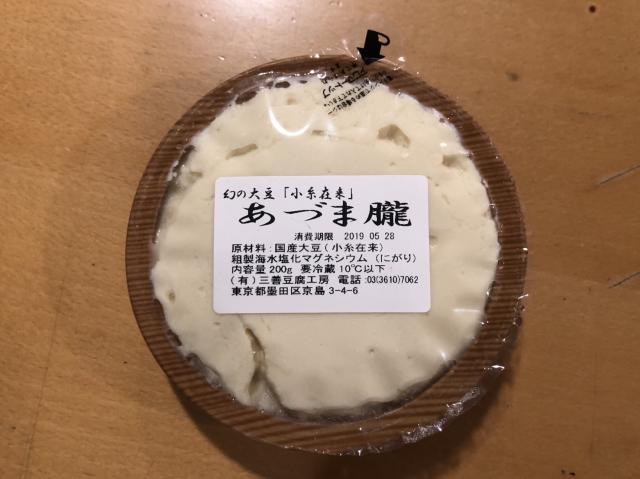 幻の大豆「小糸在来」
あづま朧
消費期限 2019 05 28
原材料:国産大豆(小糸在来)
粗製海水塩化マグネシウム (にがり)
内容量200g 要冷蔵10℃以下
(有)三善豆腐工房 電話:03(3610)7062
東京都墨田区京島3-4-6